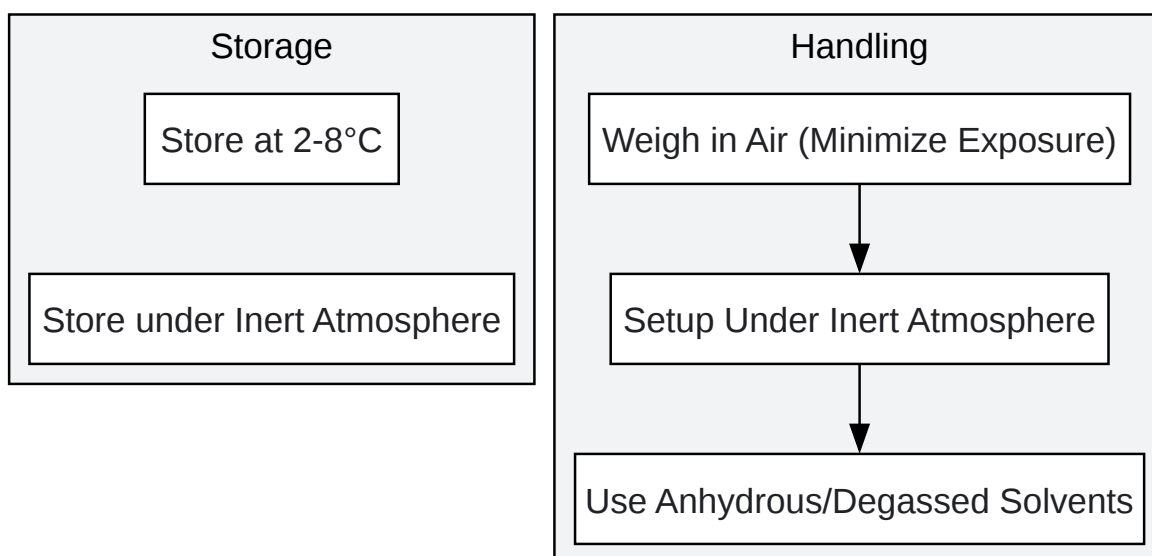 Storage
Store at 2-8°C
Store under Inert Atmosphere
Handling
Weigh in Air (Minimize Exposure)
Setup Under Inert Atmosphere
Use Anhydrous/Degassed Solvents